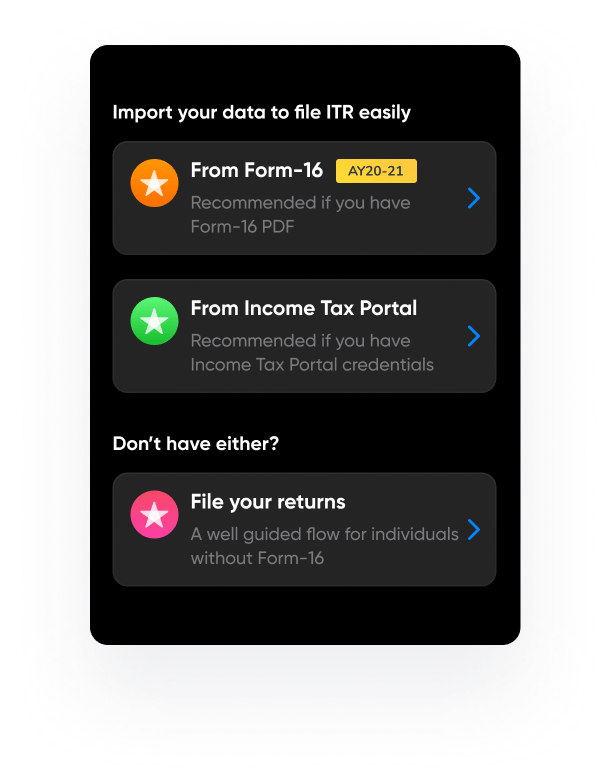 Import your data to file ITR easily
From Form-16 AY20-21
Recommended if you have
Form-16 PDF
From Income Tax Portal
Recommended if you have
Income Tax Portal credentials
Don’t have either?
File your returns
A well guided flow for individuals
without Form-16